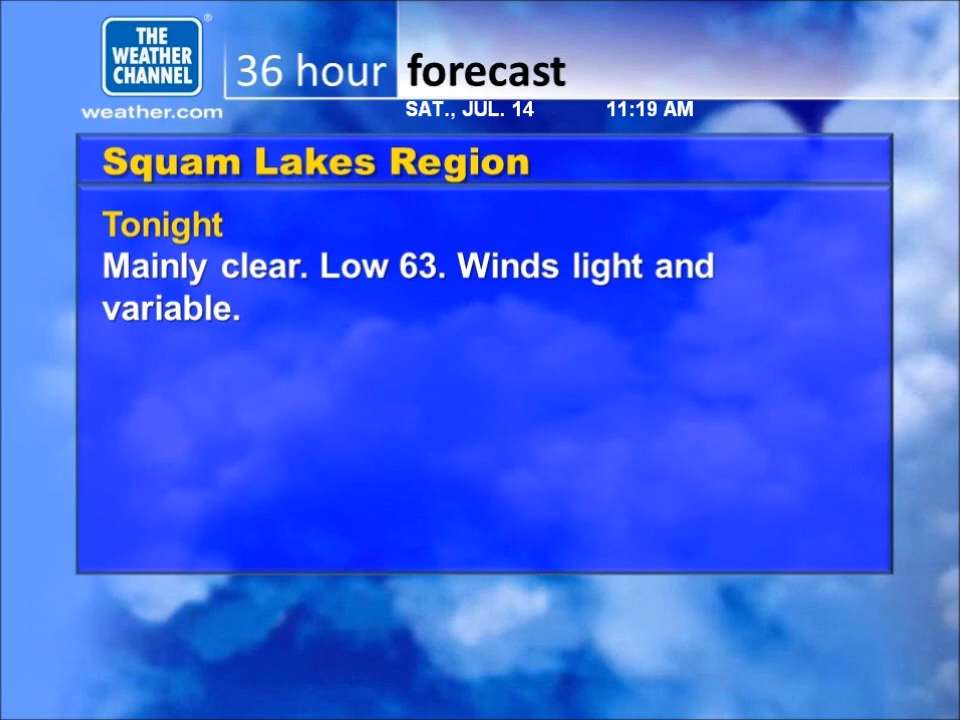 THE
WEATHER
CHANNEL
®
weather.com
36 hour forecast
SAT., JUL. 14 11:19 AM
Squam Lakes Region
Tonight
Mainly clear. Low 63. Winds light and
variable.